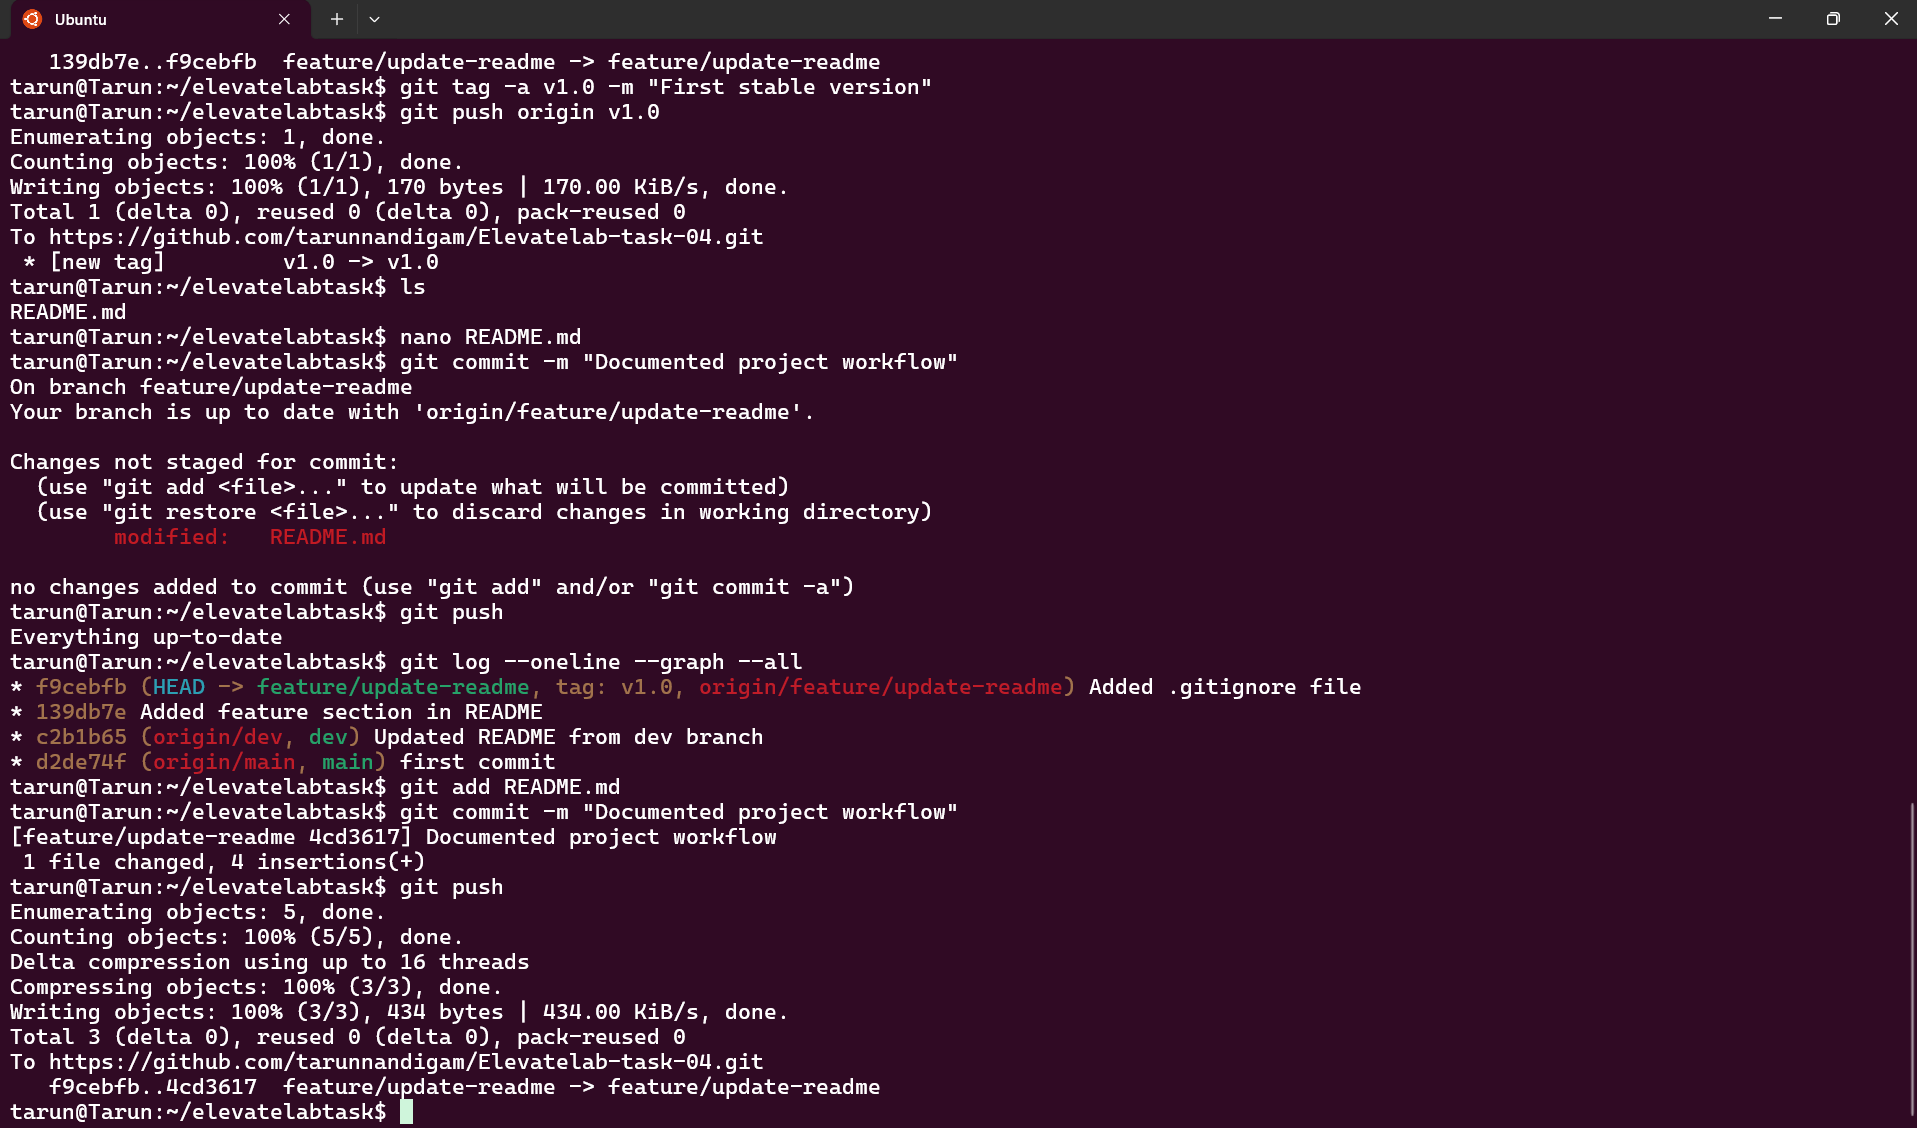 Ubuntu
   139db7e..f9cebfb  feature/update-readme -> feature/update-readme
tarun@Tarun:~/elevatelabtask$ git tag -a v1.0 -m "First stable version"
tarun@Tarun:~/elevatelabtask$ git push origin v1.0
Enumerating objects: 1, done.
Counting objects: 100% (1/1), done.
Writing objects: 100% (1/1), 170 bytes | 170.00 KiB/s, done.
Total 1 (delta 0), reused 0 (delta 0), pack-reused 0
To https://github.com/tarunnandigam/Elevatelab-task-04.git
 * [new tag]         v1.0 -> v1.0
tarun@Tarun:~/elevatelabtask$ ls
README.md
tarun@Tarun:~/elevatelabtask$ nano README.md
tarun@Tarun:~/elevatelabtask$ git commit -m "Documented project workflow"
On branch feature/update-readme
Your branch is up to date with 'origin/feature/update-readme'.

Changes not staged for commit:
  (use "git add <file>..." to update what will be committed)
  (use "git restore <file>..." to discard changes in working directory)
        modified:   README.md

no changes added to commit (use "git add" and/or "git commit -a")
tarun@Tarun:~/elevatelabtask$ git push
Everything up-to-date
tarun@Tarun:~/elevatelabtask$ git log --oneline --graph --all
* f9cebfb (HEAD -> feature/update-readme, tag: v1.0, origin/feature/update-readme) Added .gitignore file
* 139db7e Added feature section in README
* c2b1b65 (origin/dev, dev) Updated README from dev branch
* d2de74f (origin/main, main) first commit
tarun@Tarun:~/elevatelabtask$ git add README.md
tarun@Tarun:~/elevatelabtask$ git commit -m "Documented project workflow"
[feature/update-readme 4cd3617] Documented project workflow
 1 file changed, 4 insertions(+)
tarun@Tarun:~/elevatelabtask$ git push
Enumerating objects: 5, done.
Counting objects: 100% (5/5), done.
Delta compression using up to 16 threads
Compressing objects: 100% (3/3), done.
Writing objects: 100% (3/3), 434 bytes | 434.00 KiB/s, done.
Total 3 (delta 0), reused 0 (delta 0), pack-reused 0
To https://github.com/tarunnandigam/Elevatelab-task-04.git
   f9cebfb..4cd3617  feature/update-readme -> feature/update-readme
tarun@Tarun:~/elevatelabtask$